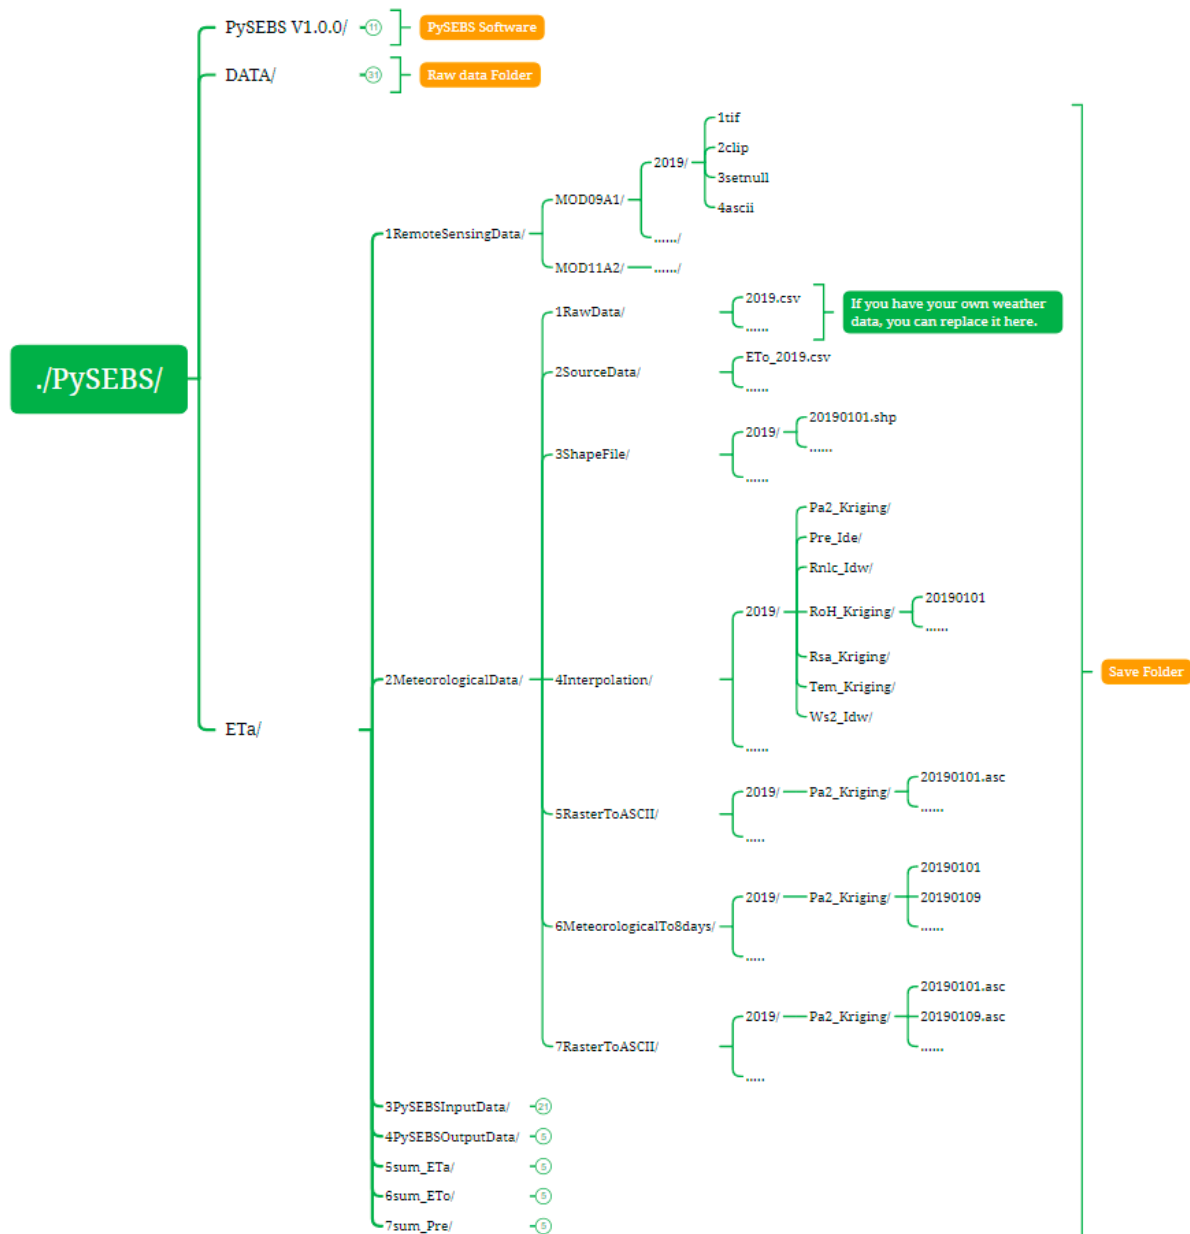 PySEBS V1.0.0/
11
PySEBS Software
DATA/
31
Raw data Folder
./PySEBS/
ETa/
1RemoteSensingData/
MOD09A1/
2019/
1tif
2clip
3setnull
4ascii
....../
MOD11A2/
....../
2MeteorologicalData/
1RawData/
2019.csv
......
If you have your own weather
data, you can replace it here.
2SourceData/
ETo_2019.csv
......
3ShapeFile/
2019/
20190101.shp
......
......
4Interpolation/
2019/
Pa2_Kriging/
Pre_Ide/
Rnlc_Idw/
RoH_Kriging/
20190101
......
Rsa_Kriging/
Tem_Kriging/
Ws2_Idw/
......
5RasterToASCII/
2019/
Pa2_Kriging/
20190101.asc
......
.....
6MeteorologicalTo8days/
2019/
Pa2_Kriging/
20190101
20190109
......
.....
7RasterToASCII/
2019/
Pa2_Kriging/
20190101.asc
20190109.asc
......
.....
3PySEBSInputData/
21
4PySEBSOutputData/
5
5sum_ETa/
5
6sum_ETo/
5
7sum_Pre/
5
Save Folder